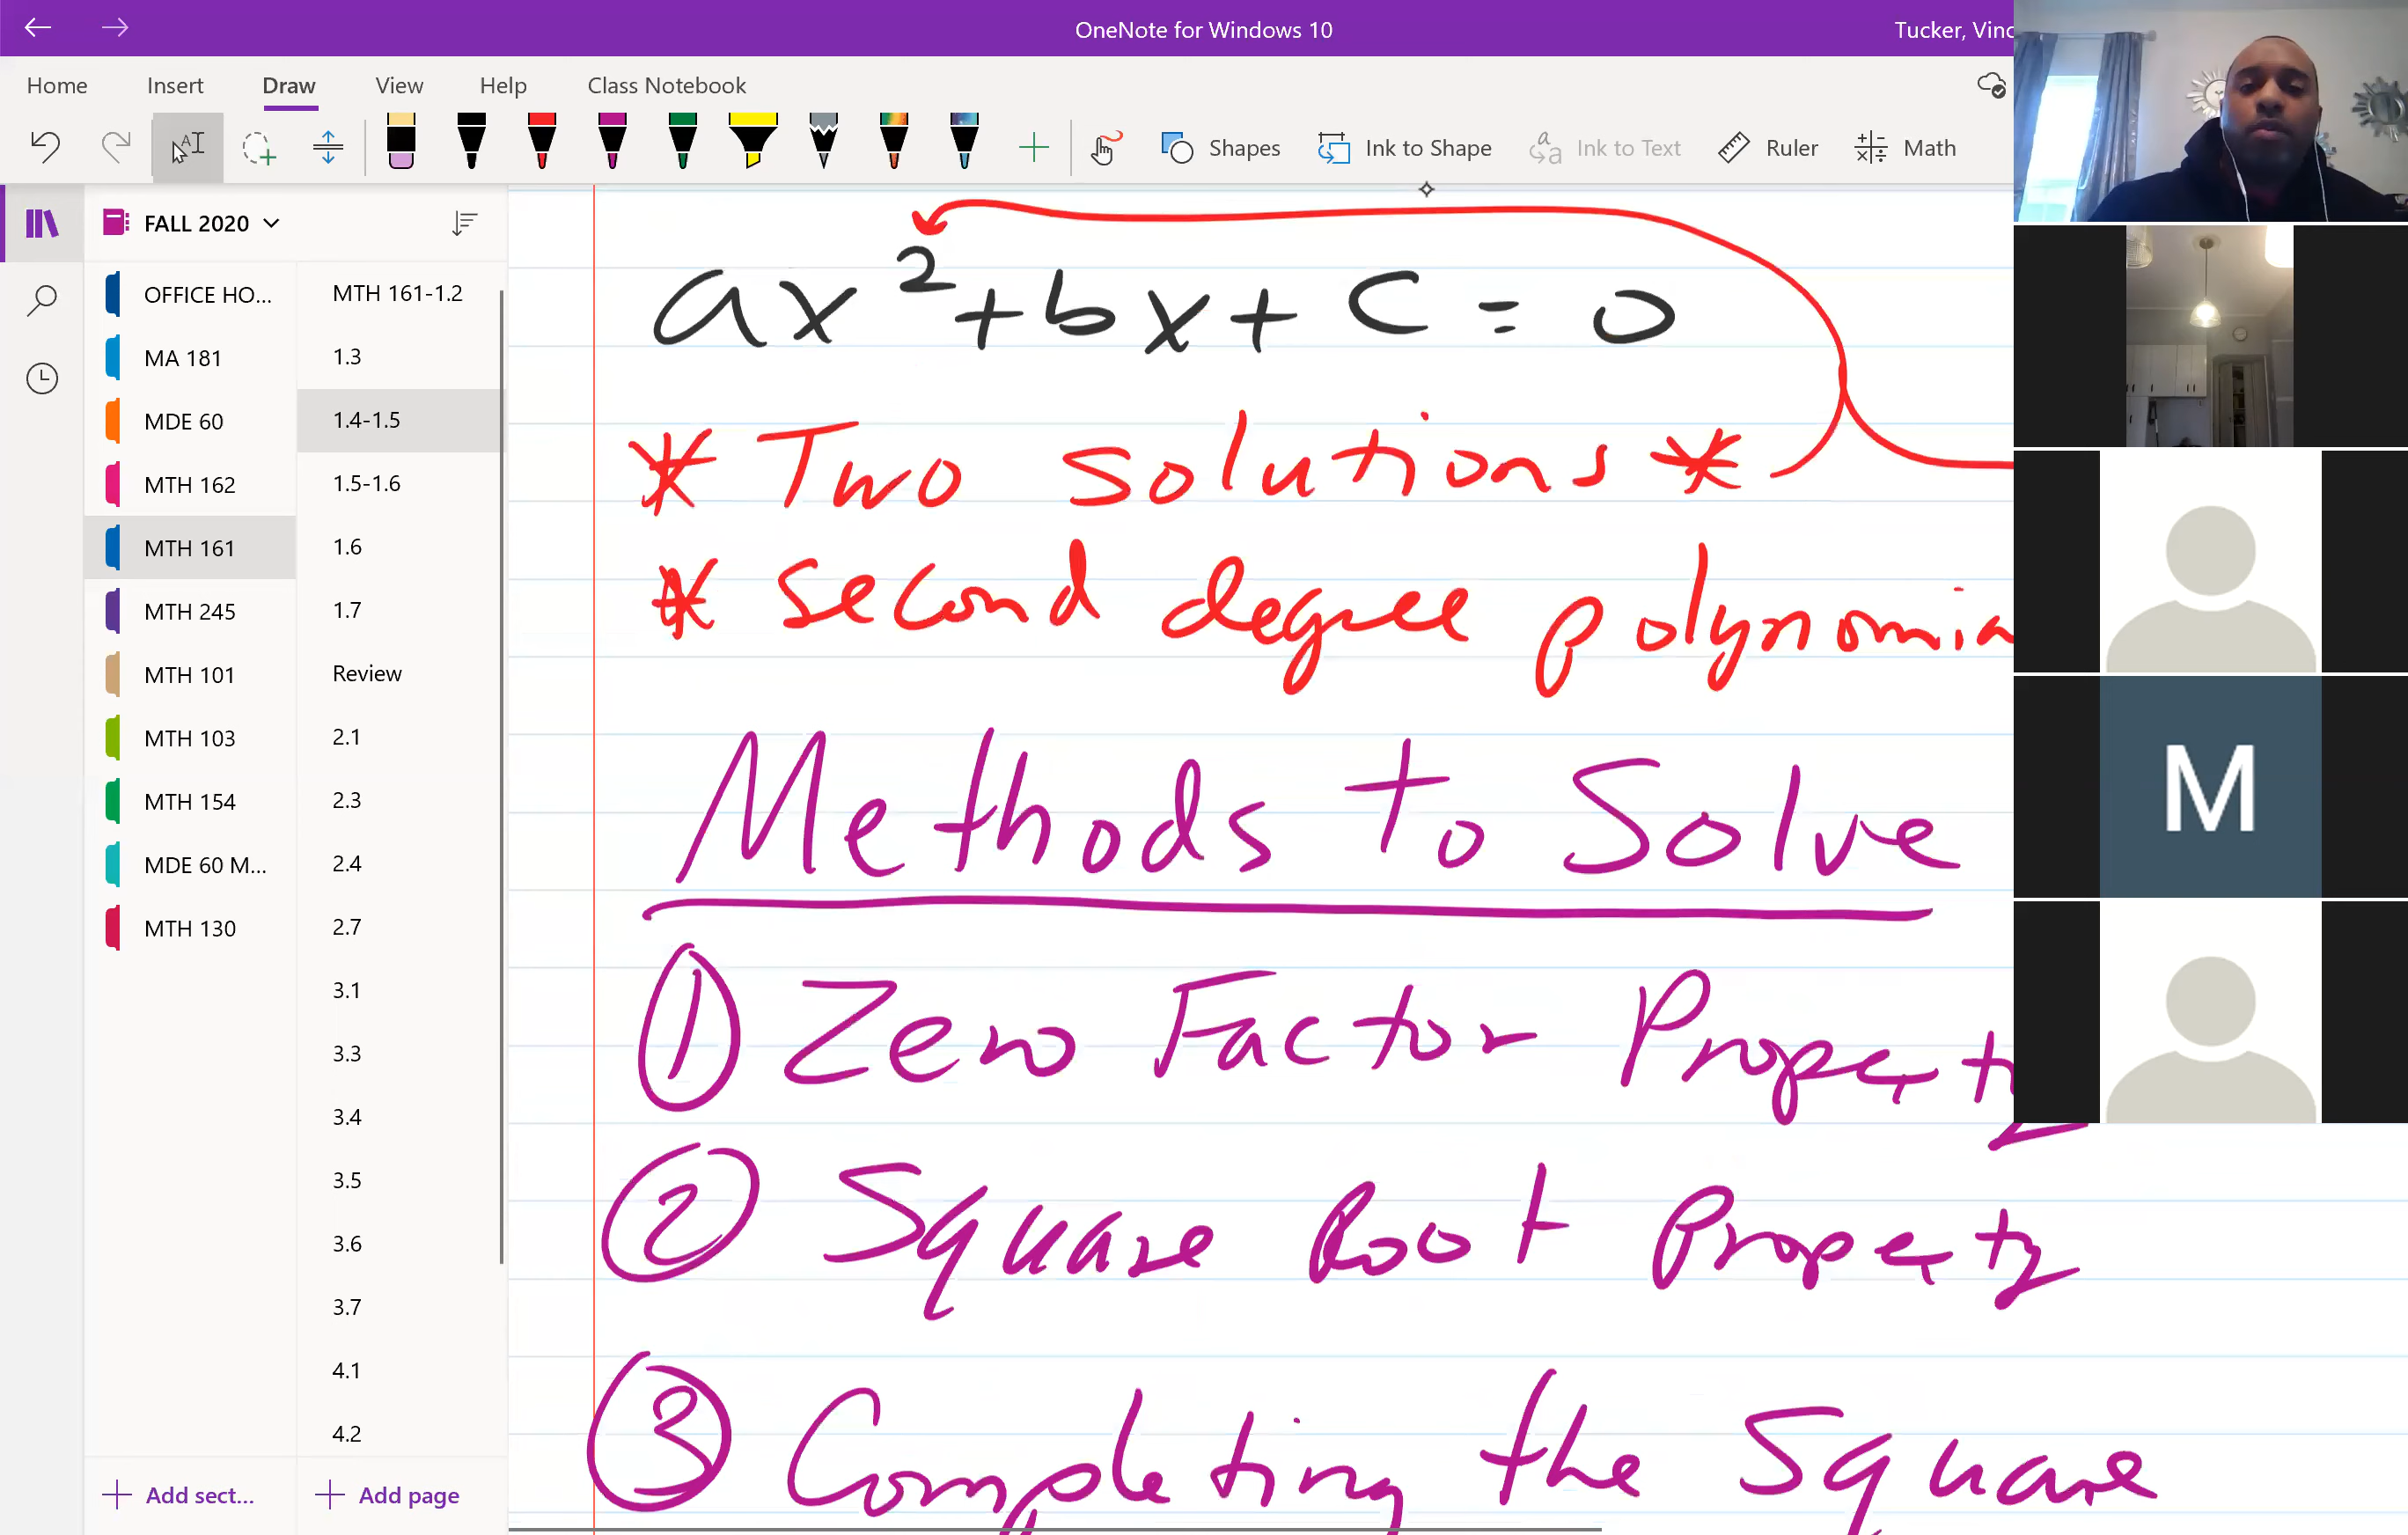 OneNote for Windows 10
Tucker, Vinc
Home Insert Draw View Help Class Notebook
Shapes Ink to Shape Ink to Text Ruler Math
FALL 2020
OFFICE HO...
MA 181
MDE 60
MTH 162
MTH 161
MTH 245
MTH 101
MTH 103
MTH 154
MDE 60 M...
MTH 130
Add sect...
MTH 161-1.2
1.3
1.4-1.5
1.5-1.6
1.6
1.7
Review
2.1
2.3
2.4
2.7
3.1
3.3
3.4
3.5
3.6
3.7
4.1
4.2
Add page
ax²+bx+c=0
* Two solutions *
* Second degree polynomia
Methods to Solve
① Zero Factor Property
② Square Root Property
③ Completing the Square
M